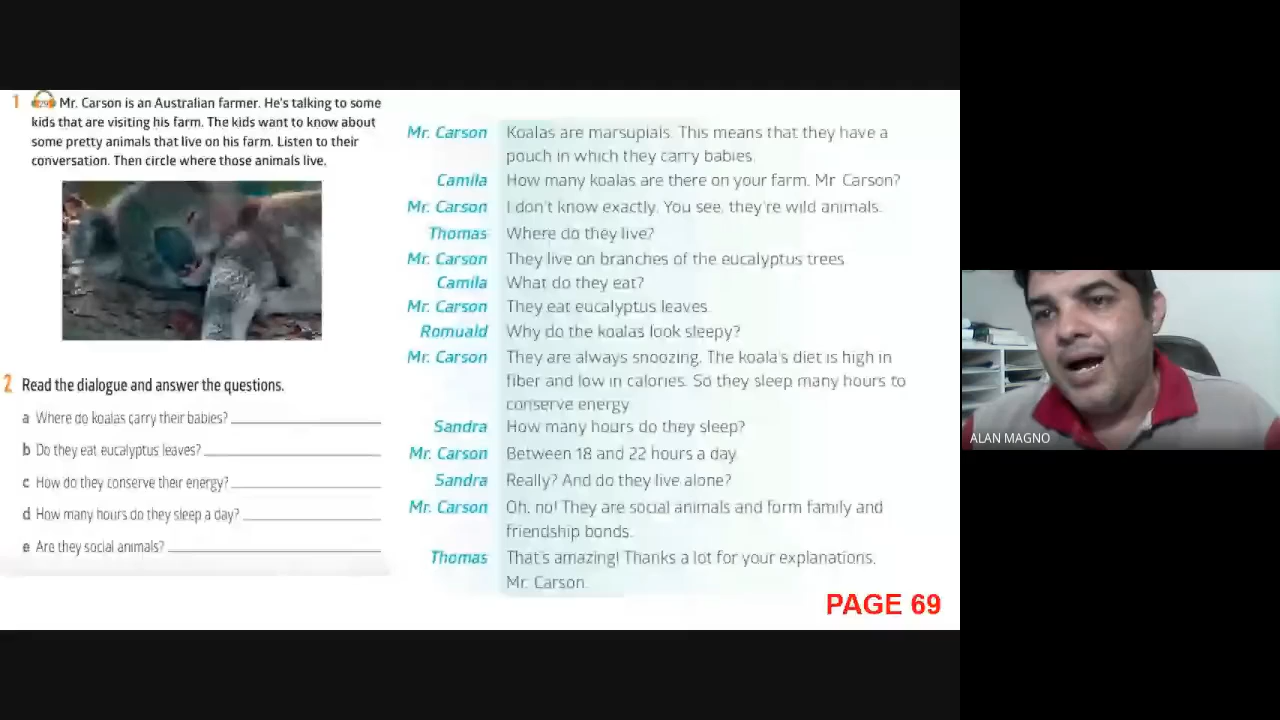 1 Mr. Carson is an Australian farmer. He's talking to some
kids that are visiting his farm. The kids want to know about
some pretty animals that live on his farm. Listen to their
conversation. Then circle where those animals live.
2 Read the dialogue and answer the questions.
a Where do koalas carry their babies?
b Do they eat eucalyptus leaves?
c How do they conserve their energy?
d How many hours do they sleep a day?
e Are they social animals?
Mr. Carson Koalas are marsupials. This means that they have a
pouch in which they carry babies.
Camila How many koalas are there on your farm. Mr Carson?
Mr. Carson I don't know exactly. You see, they're wild animals.
Thomas Where do they live?
Mr. Carson They live on branches of the eucalyptus trees
Camila What do they eat?
Mr. Carson They eat eucalyptus leaves.
Romuald Why do the koalas look sleepy?
Mr. Carson They are always snoozing. The koala's diet is high in
fiber and low in calories. So they sleep many hours to
conserve energy
Sandra How many hours do they sleep?
Mr. Carson Between 18 and 22 hours a day.
Sandra Really? And do they live alone?
Mr. Carson Oh, no! They are social animals and form family and
friendship bonds.
Thomas That's amazing! Thanks a lot for your explanations,
Mr. Carson.
PAGE 69
ALAN MAGNO